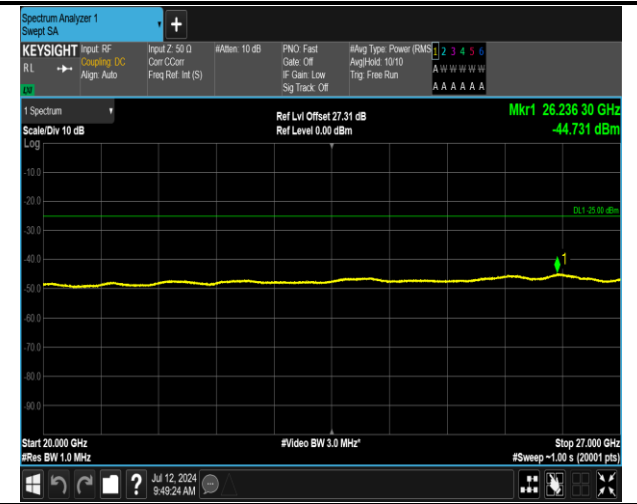 Spectrum Analyzer 1
Swept SA
+
KEYSIGHT
RL
Input: RF
Coupling: DC
Align: Auto
Input Z: 50 Ω
Corr CCorr
Freq Ref: Int (S)
#Atten: 10 dB
PNO: Fast
Gate: Off
IF Gain: Low
Sig Track: Off
#Avg Type: Power (RMS
Avg|Hold: 10/10
Trig: Free Run
1 2 3 4 5 6
A W W W W W
A A A A A A
1 Spectrum
Scale/Div 10 dB
Log
Ref Lvl Offset 27.31 dB
Ref Level 0.00 dBm
Mkr1 26.236 30 GHz
-44.731 dBm
-10.0
-20.0
DL1 -25.00 dBm
-30.0
-40.0
1
-50.0
-60.0
-70.0
-80.0
-90.0
Start 20.000 GHz
#Res BW 1.0 MHz
#Video BW 3.0 MHz*
Stop 27.000 GHz
#Sweep ~1.00 s (20001 pts)
?
Jul 12, 2024
9:49:24 AM